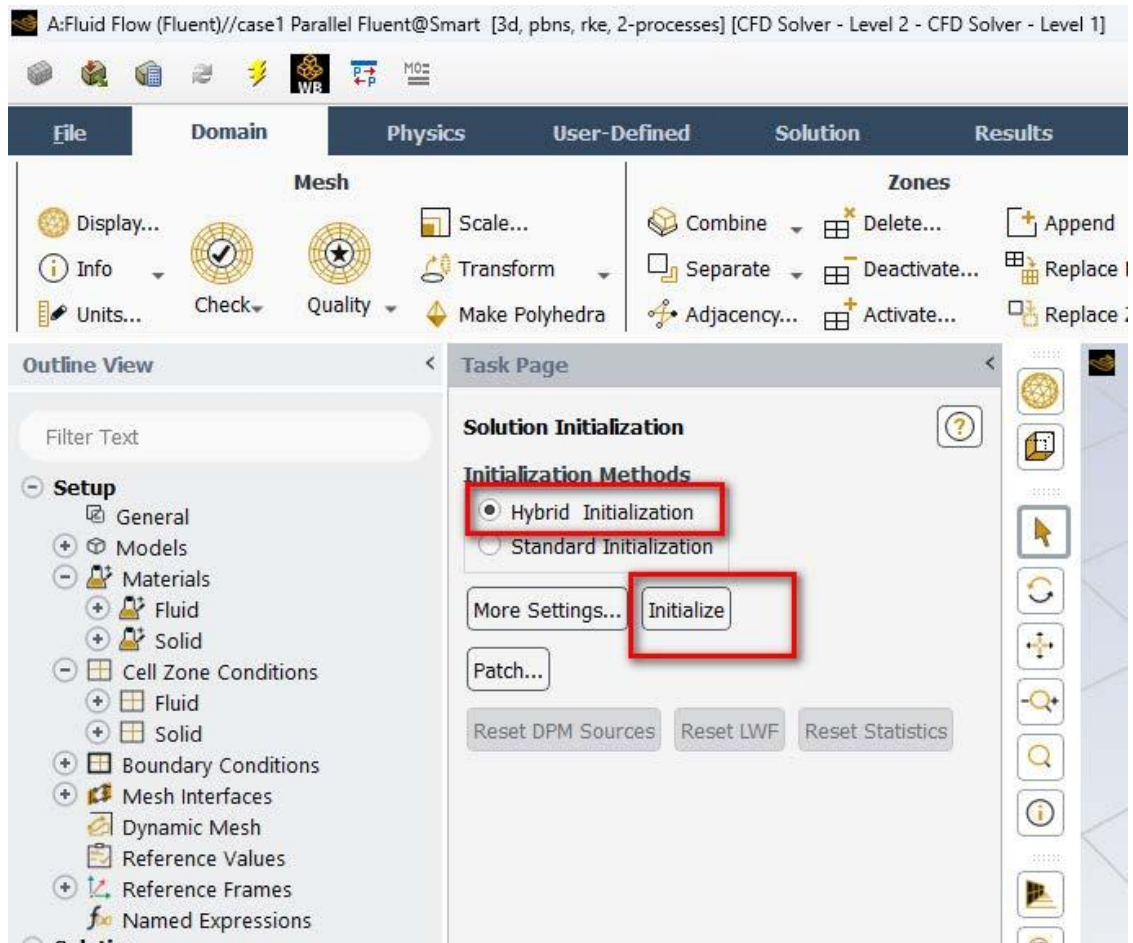 A:Fluid Flow (Fluent)//case1 Parallel Fluent@Smart [3d, pbns, rke, 2-processes] [CFD Solver - Level 2 - CFD Solver - Level 1]
WB
File Domain Physics User-Defined Solution Results
Mesh Zones
Display... Scale... Combine Delete... Append
Info Transform Separate Deactivate... Replace
Units... Check Quality Make Polyhedra Adjacency... Activate... Replace
Outline View
Filter Text
Setup
General
Models
Materials
Fluid
Solid
Cell Zone Conditions
Fluid
Solid
Boundary Conditions
Mesh Interfaces
Dynamic Mesh
Reference Values
Reference Frames
Named Expressions
Task Page
Solution Initialization
Initialization Methods
Hybrid Initialization
Standard Initialization
More Settings... Initialize
Patch...
Reset DPM Sources Reset LWF Reset Statistics